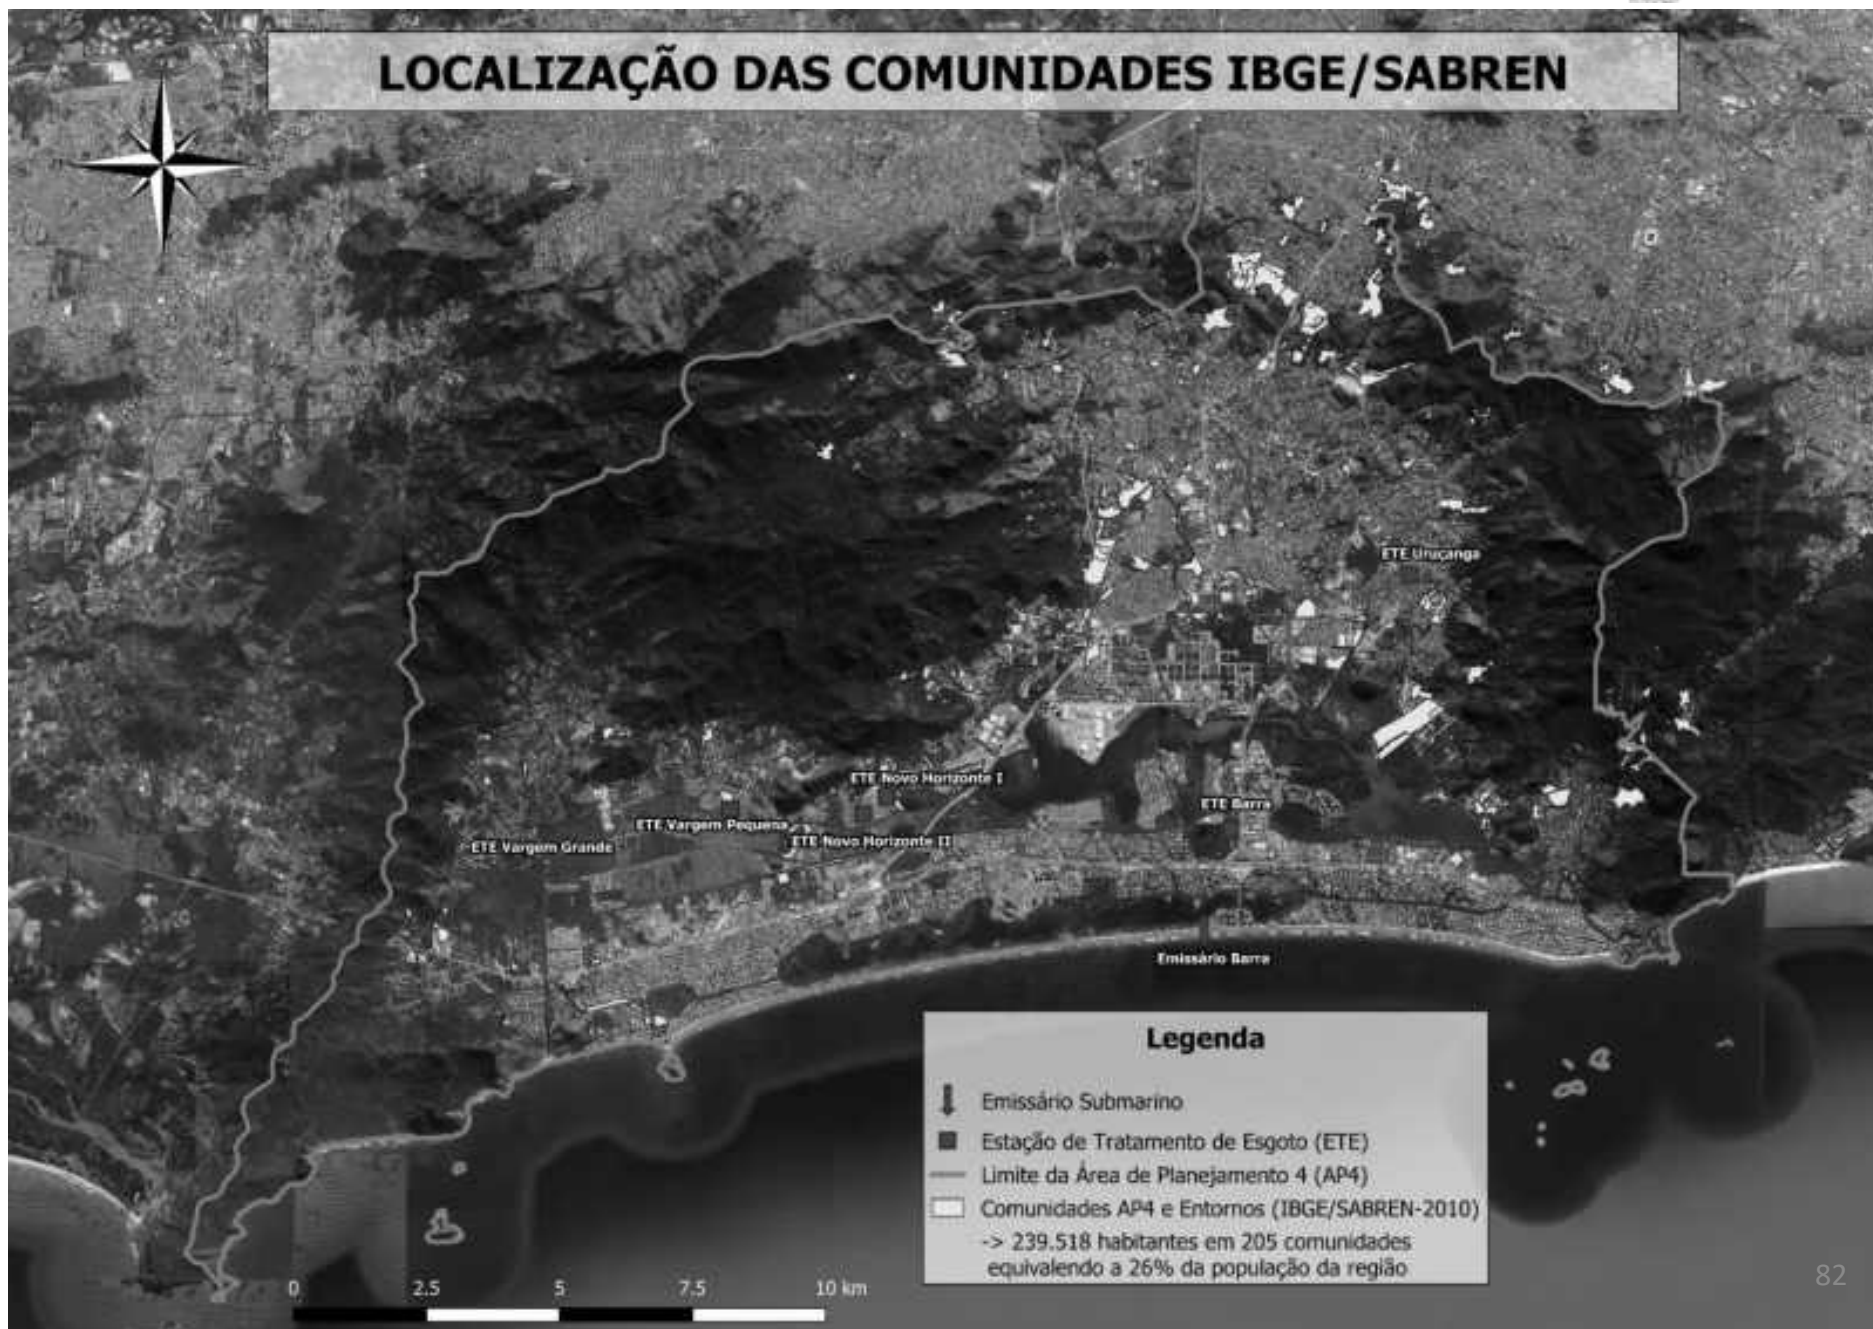 LOCALIZAÇÃO DAS COMUNIDADES IBGE/SABREN
ETE Uruçanga
ETE Novo Horizonte I
ETE Barra
ETE Vargem Pequena
ETE Novo Horizonte II
ETE Vargem Grande
Emissário Barra
Legenda
Emissário Submarino
Estação de Tratamento de Esgoto (ETE)
Limite da Área de Planejamento 4 (AP4)
Comunidades AP4 e Entornos (IBGE/SABREN-2010)
-> 239.518 habitantes em 205 comunidades
equivalendo a 26% da população da região
0 2.5 5 7.5 10 km
82